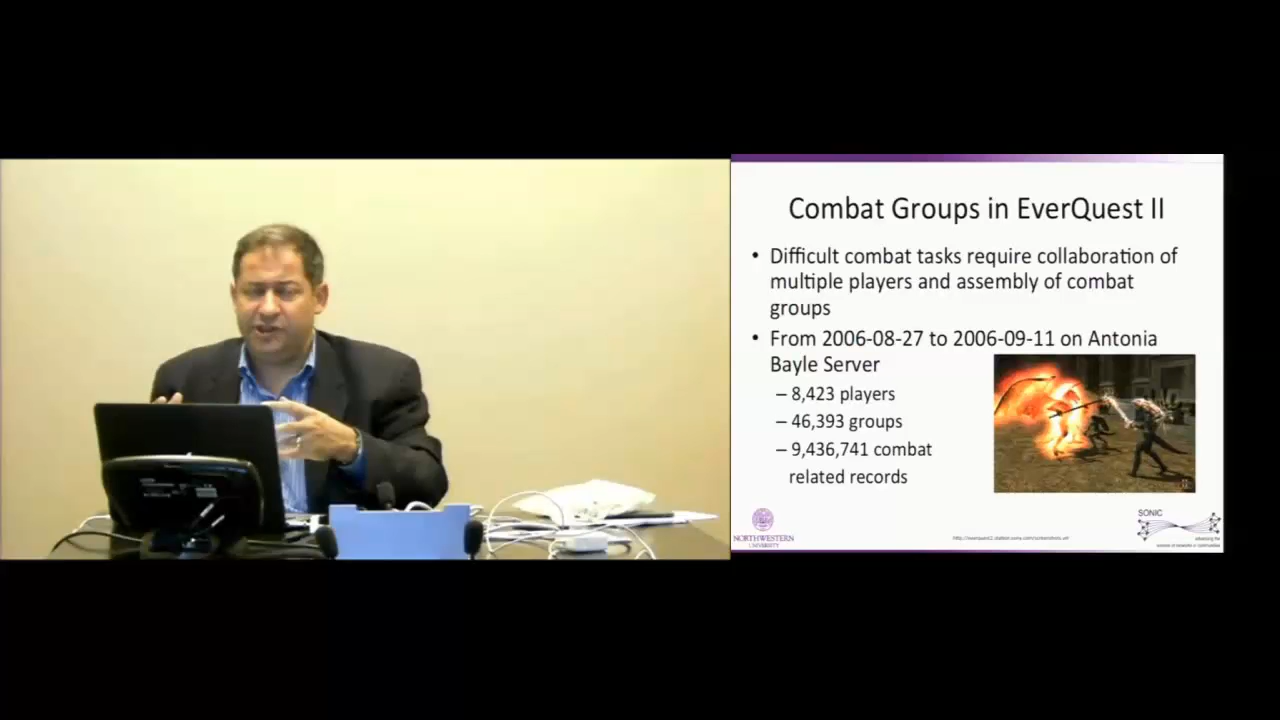 Combat Groups in EverQuest II
• Difficult combat tasks require collaboration of
multiple players and assembly of combat
groups
• From 2006-08-27 to 2006-09-11 on Antonia
Bayle Server
– 8,423 players
– 46,393 groups
– 9,436,741 combat
related records
NORTHWESTERN
UNIVERSITY
SONIC